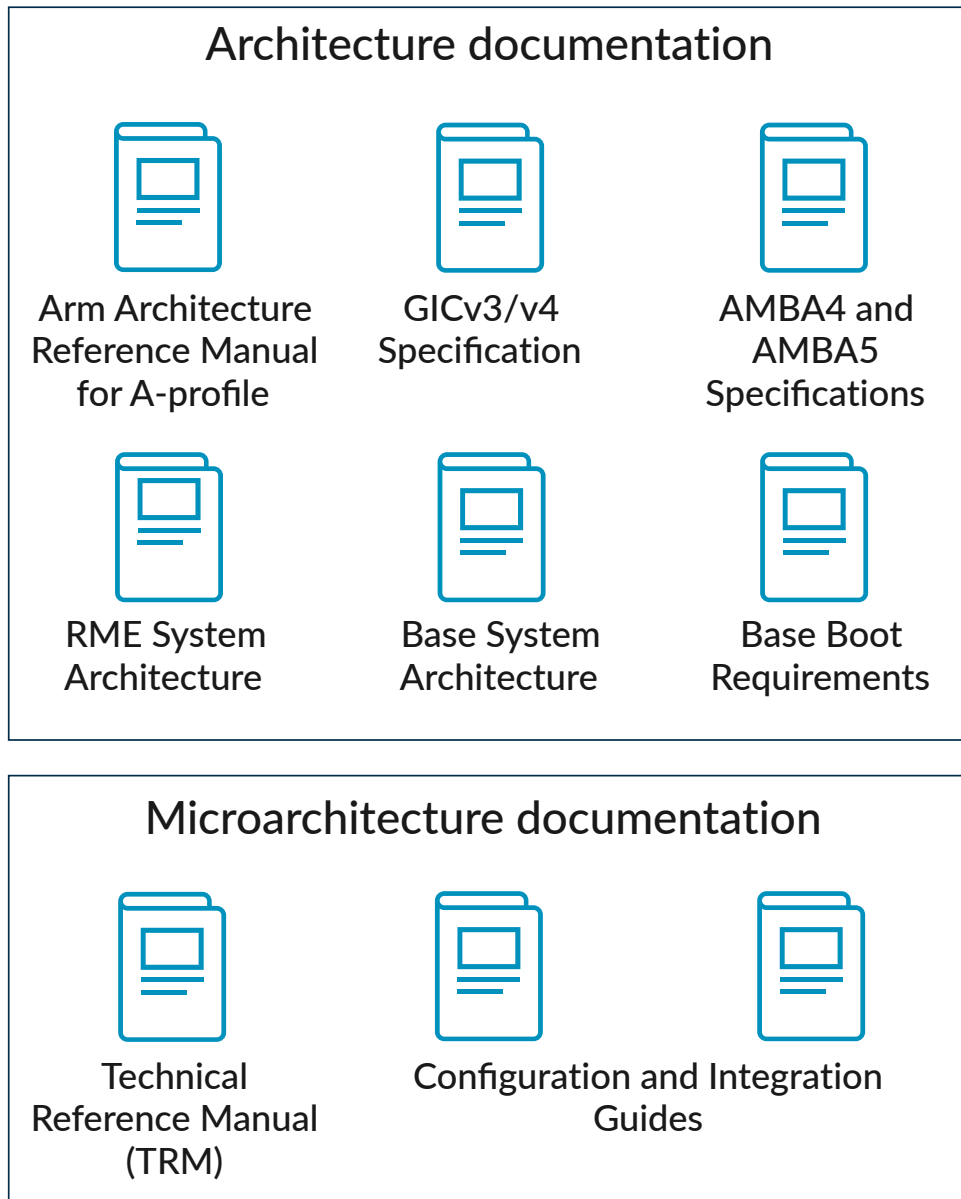 Architecture documentation
Arm Architecture
Reference Manual
for A-profile
GICv3/v4
Specification
AMBA4 and
AMBA5
Specifications
RME System
Architecture
Base System
Architecture
Base Boot
Requirements
Microarchitecture documentation
Technical
Reference Manual
(TRM)
Configuration and Integration
Guides